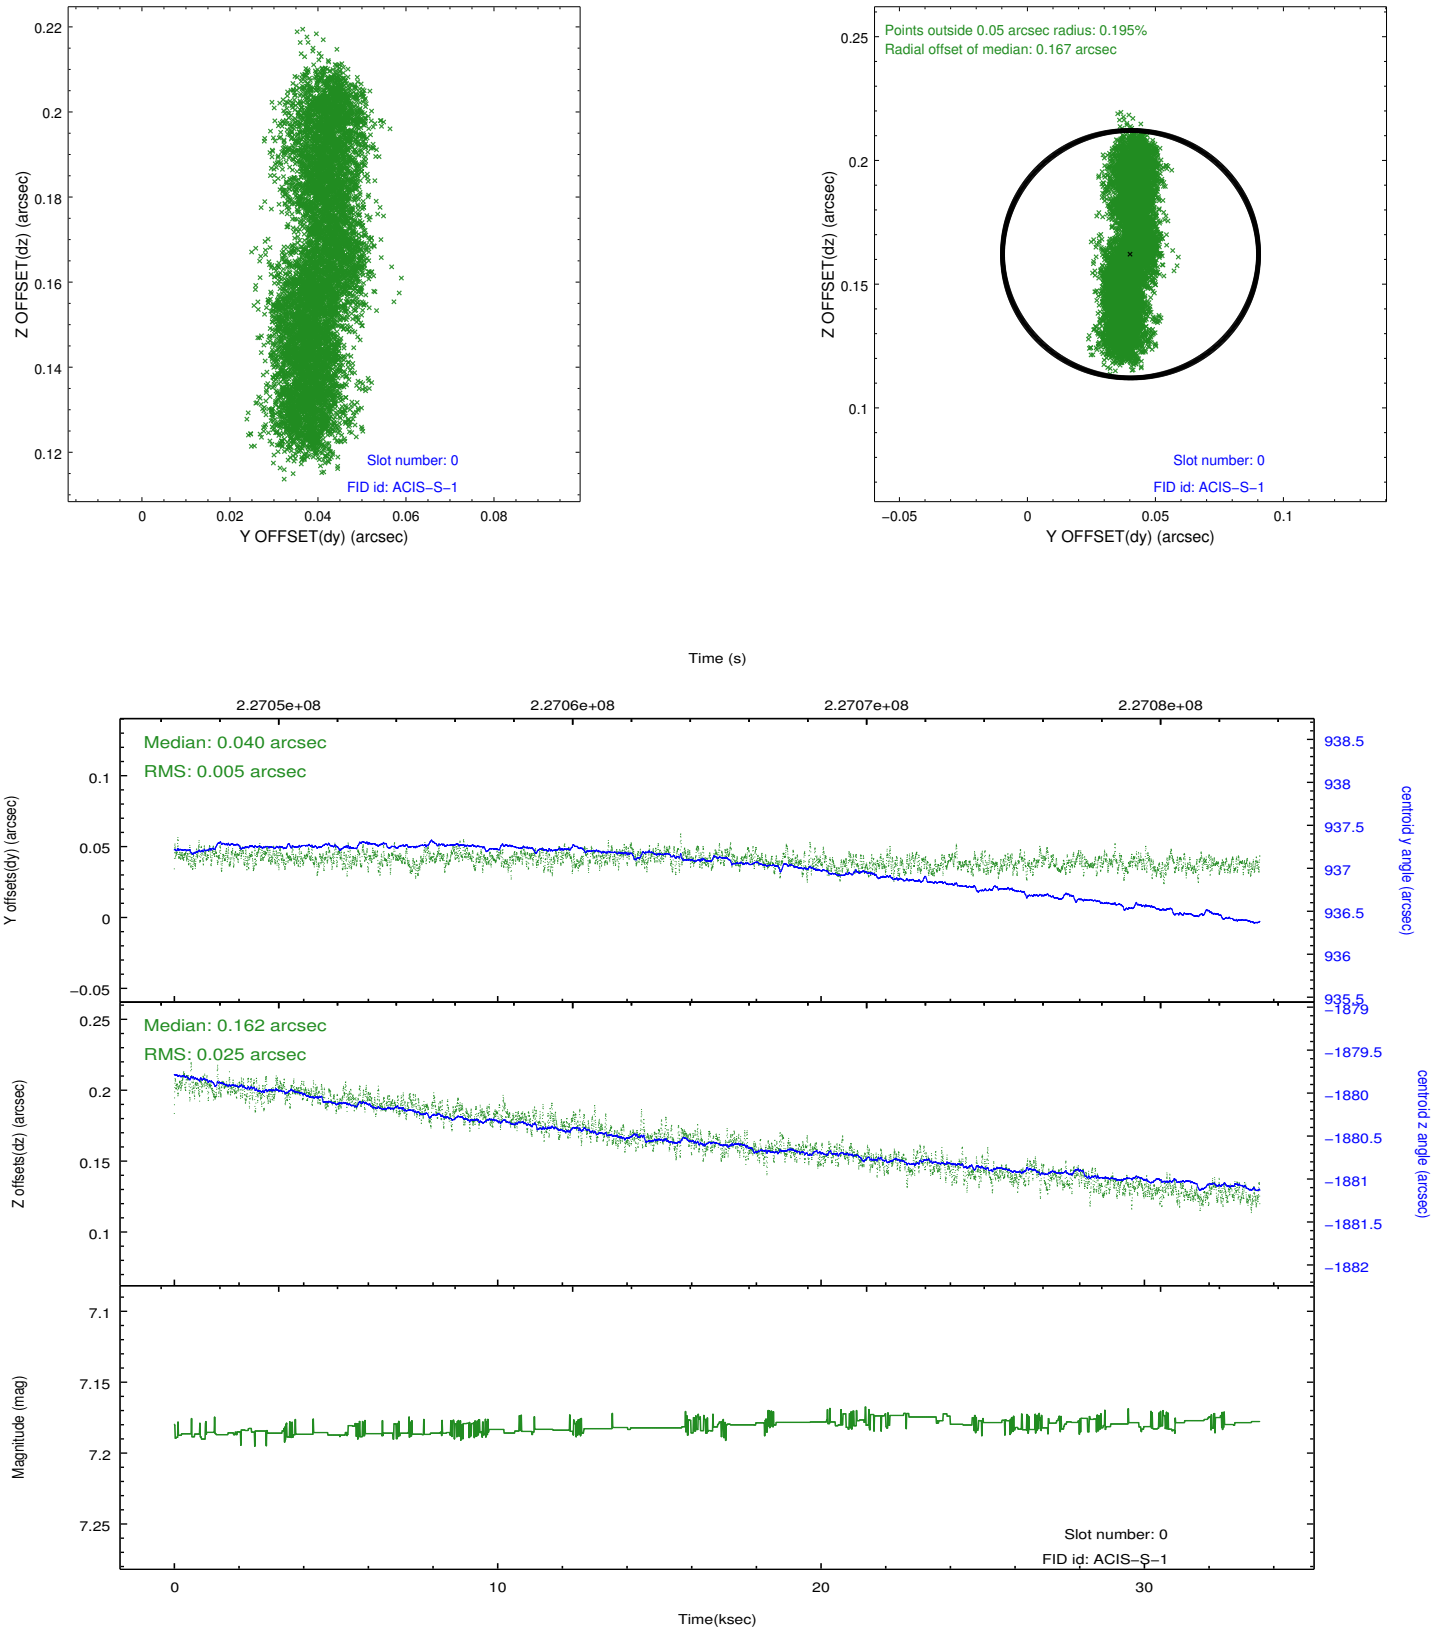 0.22
0.2
0.18
0.16
0.14
0.12
Z OFFSET(dz) (arcsec)
Slot number: 0
FID id: ACIS−S−1
0
0.02
0.04
0.06
0.08
Y OFFSET(dy) (arcsec)
Points outside 0.05 arcsec radius: 0.195%
Radial offset of median: 0.167 arcsec
0.25
0.2
0.15
0.1
Z OFFSET(dz) (arcsec)
Slot number: 0
FID id: ACIS−S−1
−0.05
0
0.05
0.1
Y OFFSET(dy) (arcsec)
Time (s)
2.2705e+08
2.2706e+08
2.2707e+08
2.2708e+08
Median: 0.040 arcsec
RMS: 0.005 arcsec
0.1
0.05
0
−0.05
Y offsets(dy) (arcsec)
938.5
938
937.5
937
936.5
936
935.5
centroid y angle (arcsec)
Median: 0.162 arcsec
RMS: 0.025 arcsec
0.25
0.2
0.15
0.1
Z offsets(dz) (arcsec)
−1879
−1879.5
−1880
−1880.5
−1881
−1881.5
−1882
centroid z angle (arcsec)
7.1
7.15
7.2
7.25
Magnitude (mag)
Slot number: 0
FID id: ACIS−S−1
0
10
20
30
Time(ksec)